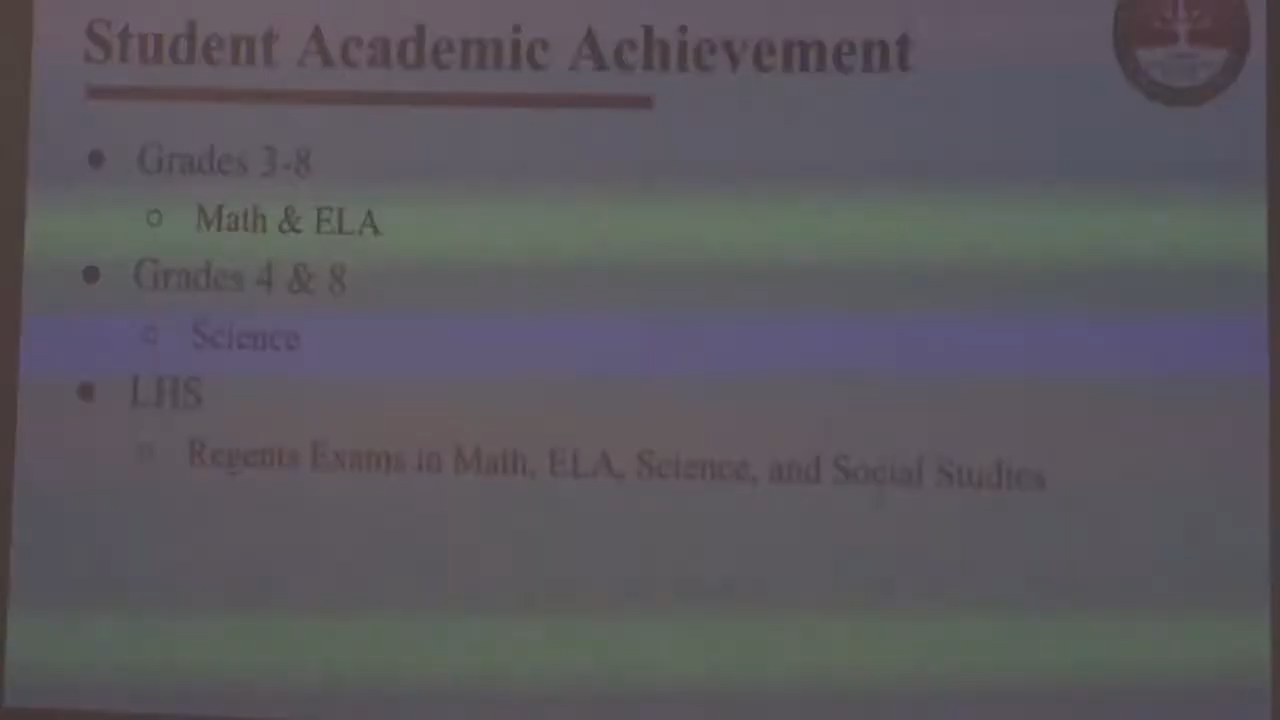 Student Academic Achievement
Grades 3-8
Math & ELA
Grades 4 & 8
Science
LHS
Regents Exams in Math, ELA, Science, and Social Studies